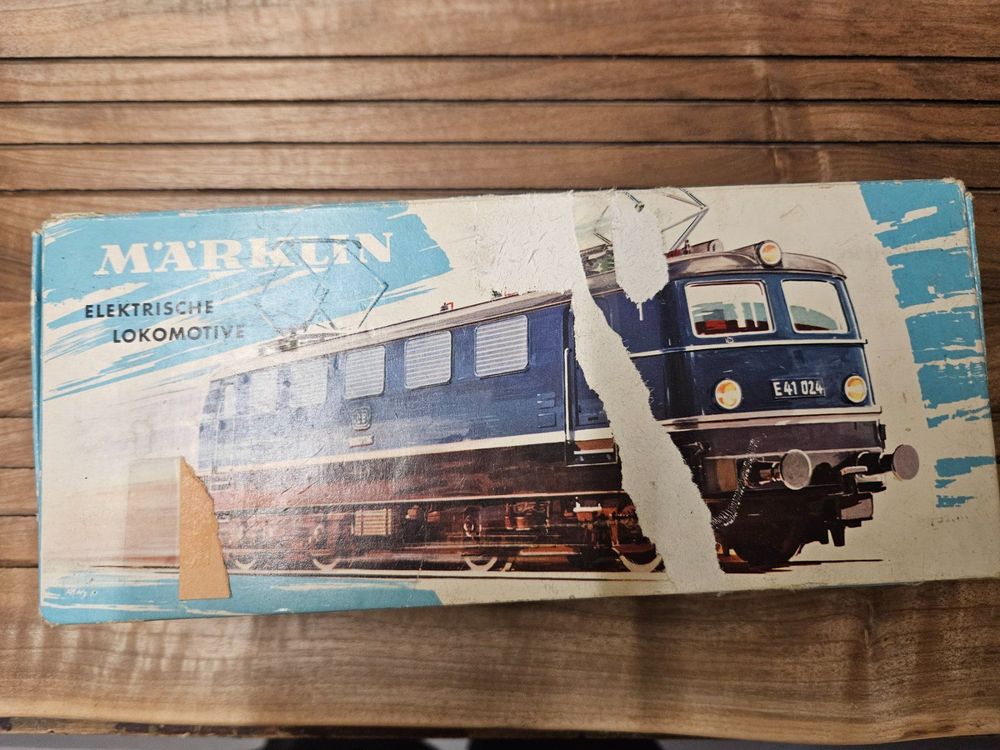 MÄRKLIN
ELEKTRISCHE
LOKOMOTIVE
E 41 024